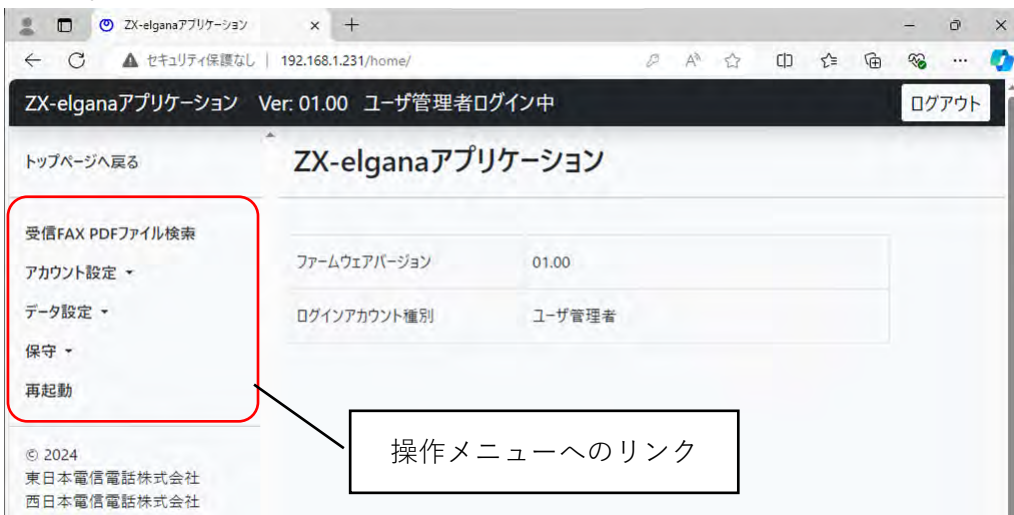 ZX-elganaアプリケーション
セキュリティ保護なし | 192.168.1.231/home/
ZX-elganaアプリケーション Ver: 01.00 ユーザ管理者ログイン中 ログアウト
トップページへ戻る
ZX-elganaアプリケーション
受信FAX PDFファイル検索
アカウント設定
データ設定
保守
再起動
ファームウェアバージョン 01.00
ログインアカウント種別 ユーザ管理者
操作メニューへのリンク
© 2024
東日本電信電話株式会社
西日本電信電話株式会社